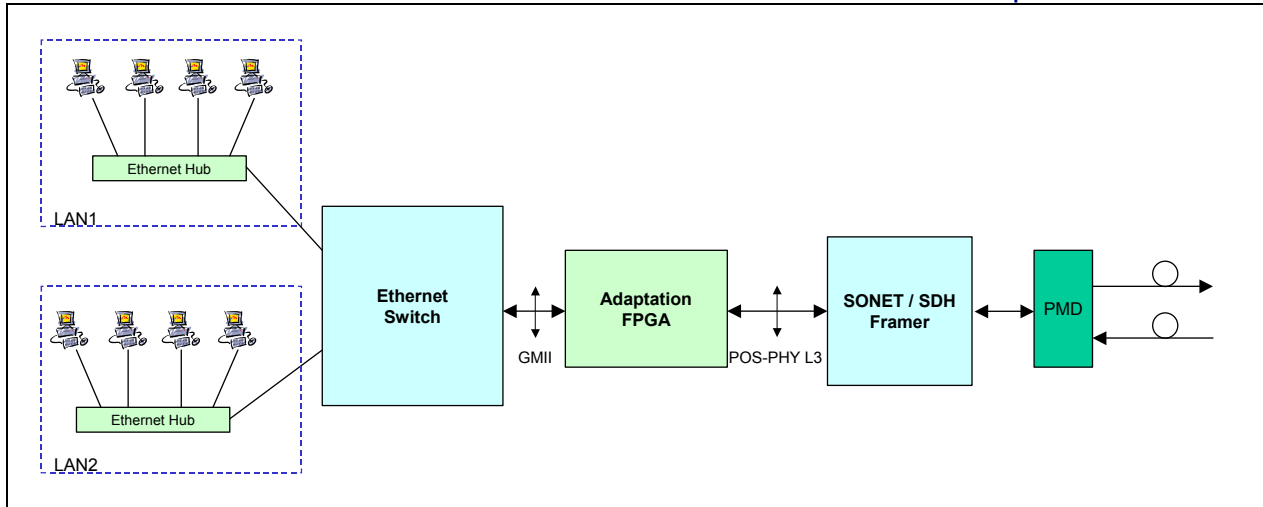 Ethernet Hub
LAN1
Ethernet Hub
LAN2
Ethernet
Switch
GMII
Adaptation
FPGA
POS-PHY L3
SONET / SDH
Framer
PMD